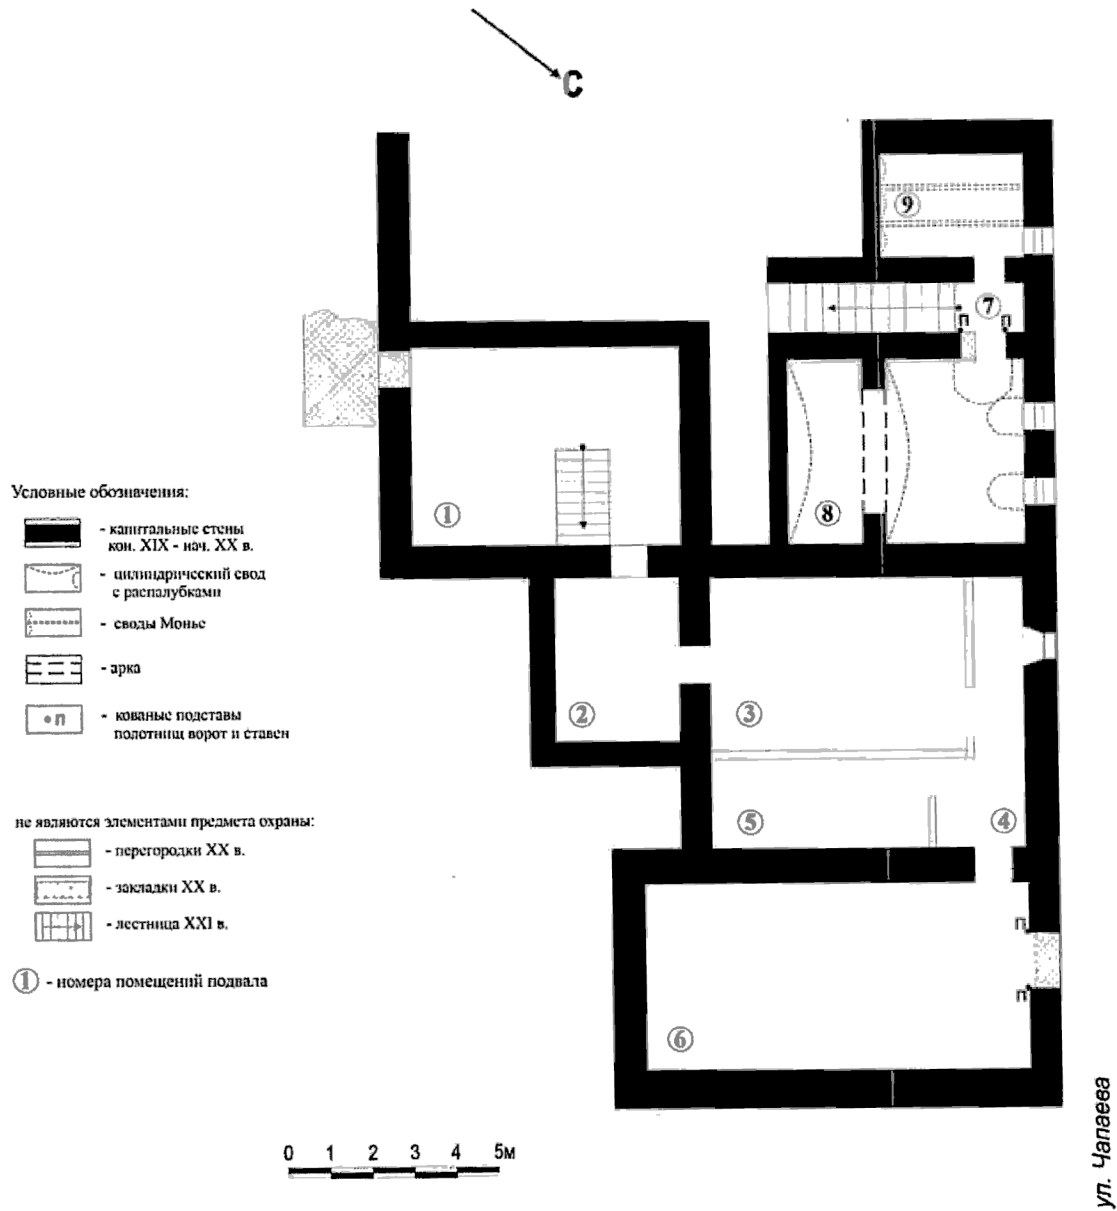 С
9
7
п п
8
1
2
3
5
4
п
п
6
Условные обозначения:
- капитальные стены
кон. XIX - нач. XX в.
- цилиндрический свод
с распалубками
- своды Монье
- арка
п - кованые подставы
полотнищ ворот и ставен
не являются элементами предмета охраны:
- перегородки XX в.
- закладки XX в.
- лестница XXI в.
1 - номера помещений подвала
0 1 2 3 4 5м
ул. Чапаева